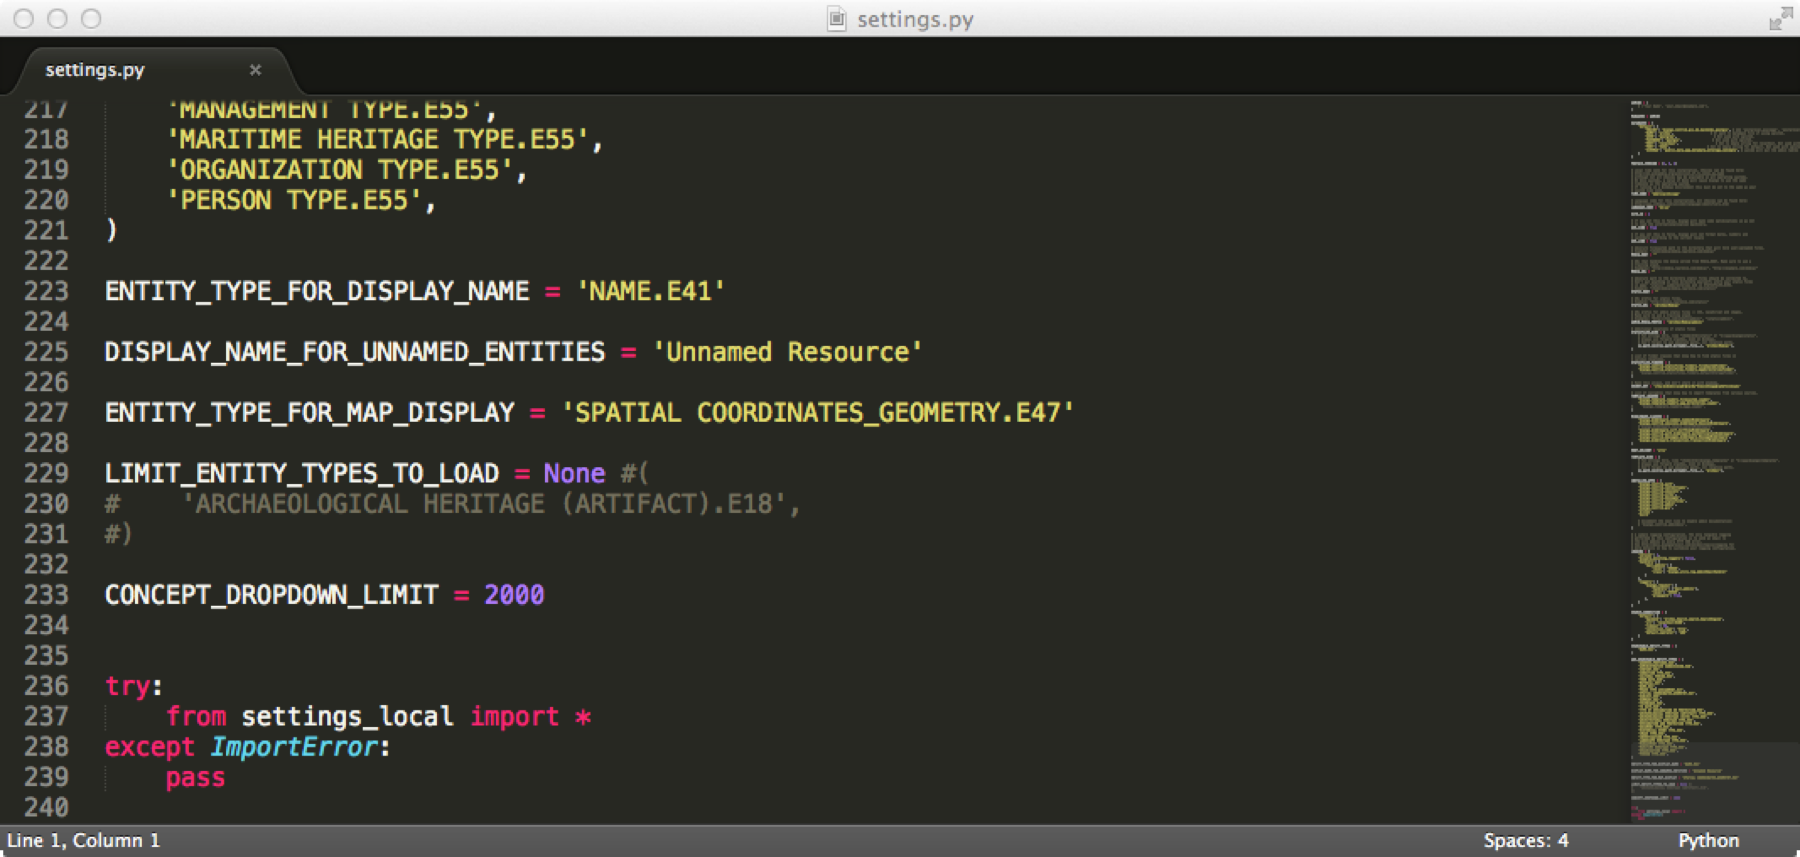 settings.py
settings.py ×
217 'MANAGEMENT TYPE.E55',
218 'MARITIME HERITAGE TYPE.E55',
219 'ORGANIZATION TYPE.E55',
220 'PERSON TYPE.E55',
221 )
222
223 ENTITY_TYPE_FOR_DISPLAY_NAME = 'NAME.E41'
224
225 DISPLAY_NAME_FOR_UNNAMED_ENTITIES = 'Unnamed Resource'
226
227 ENTITY_TYPE_FOR_MAP_DISPLAY = 'SPATIAL COORDINATES_GEOMETRY.E47'
228
229 LIMIT_ENTITY_TYPES_TO_LOAD = None #(
230 #    'ARCHAEOLOGICAL HERITAGE (ARTIFACT).E18',
231 #)
232
233 CONCEPT_DROPDOWN_LIMIT = 2000
234
235
236 try:
237     from settings_local import *
238 except ImportError:
239     pass
240
Line 1, Column 1 Spaces: 4 Python